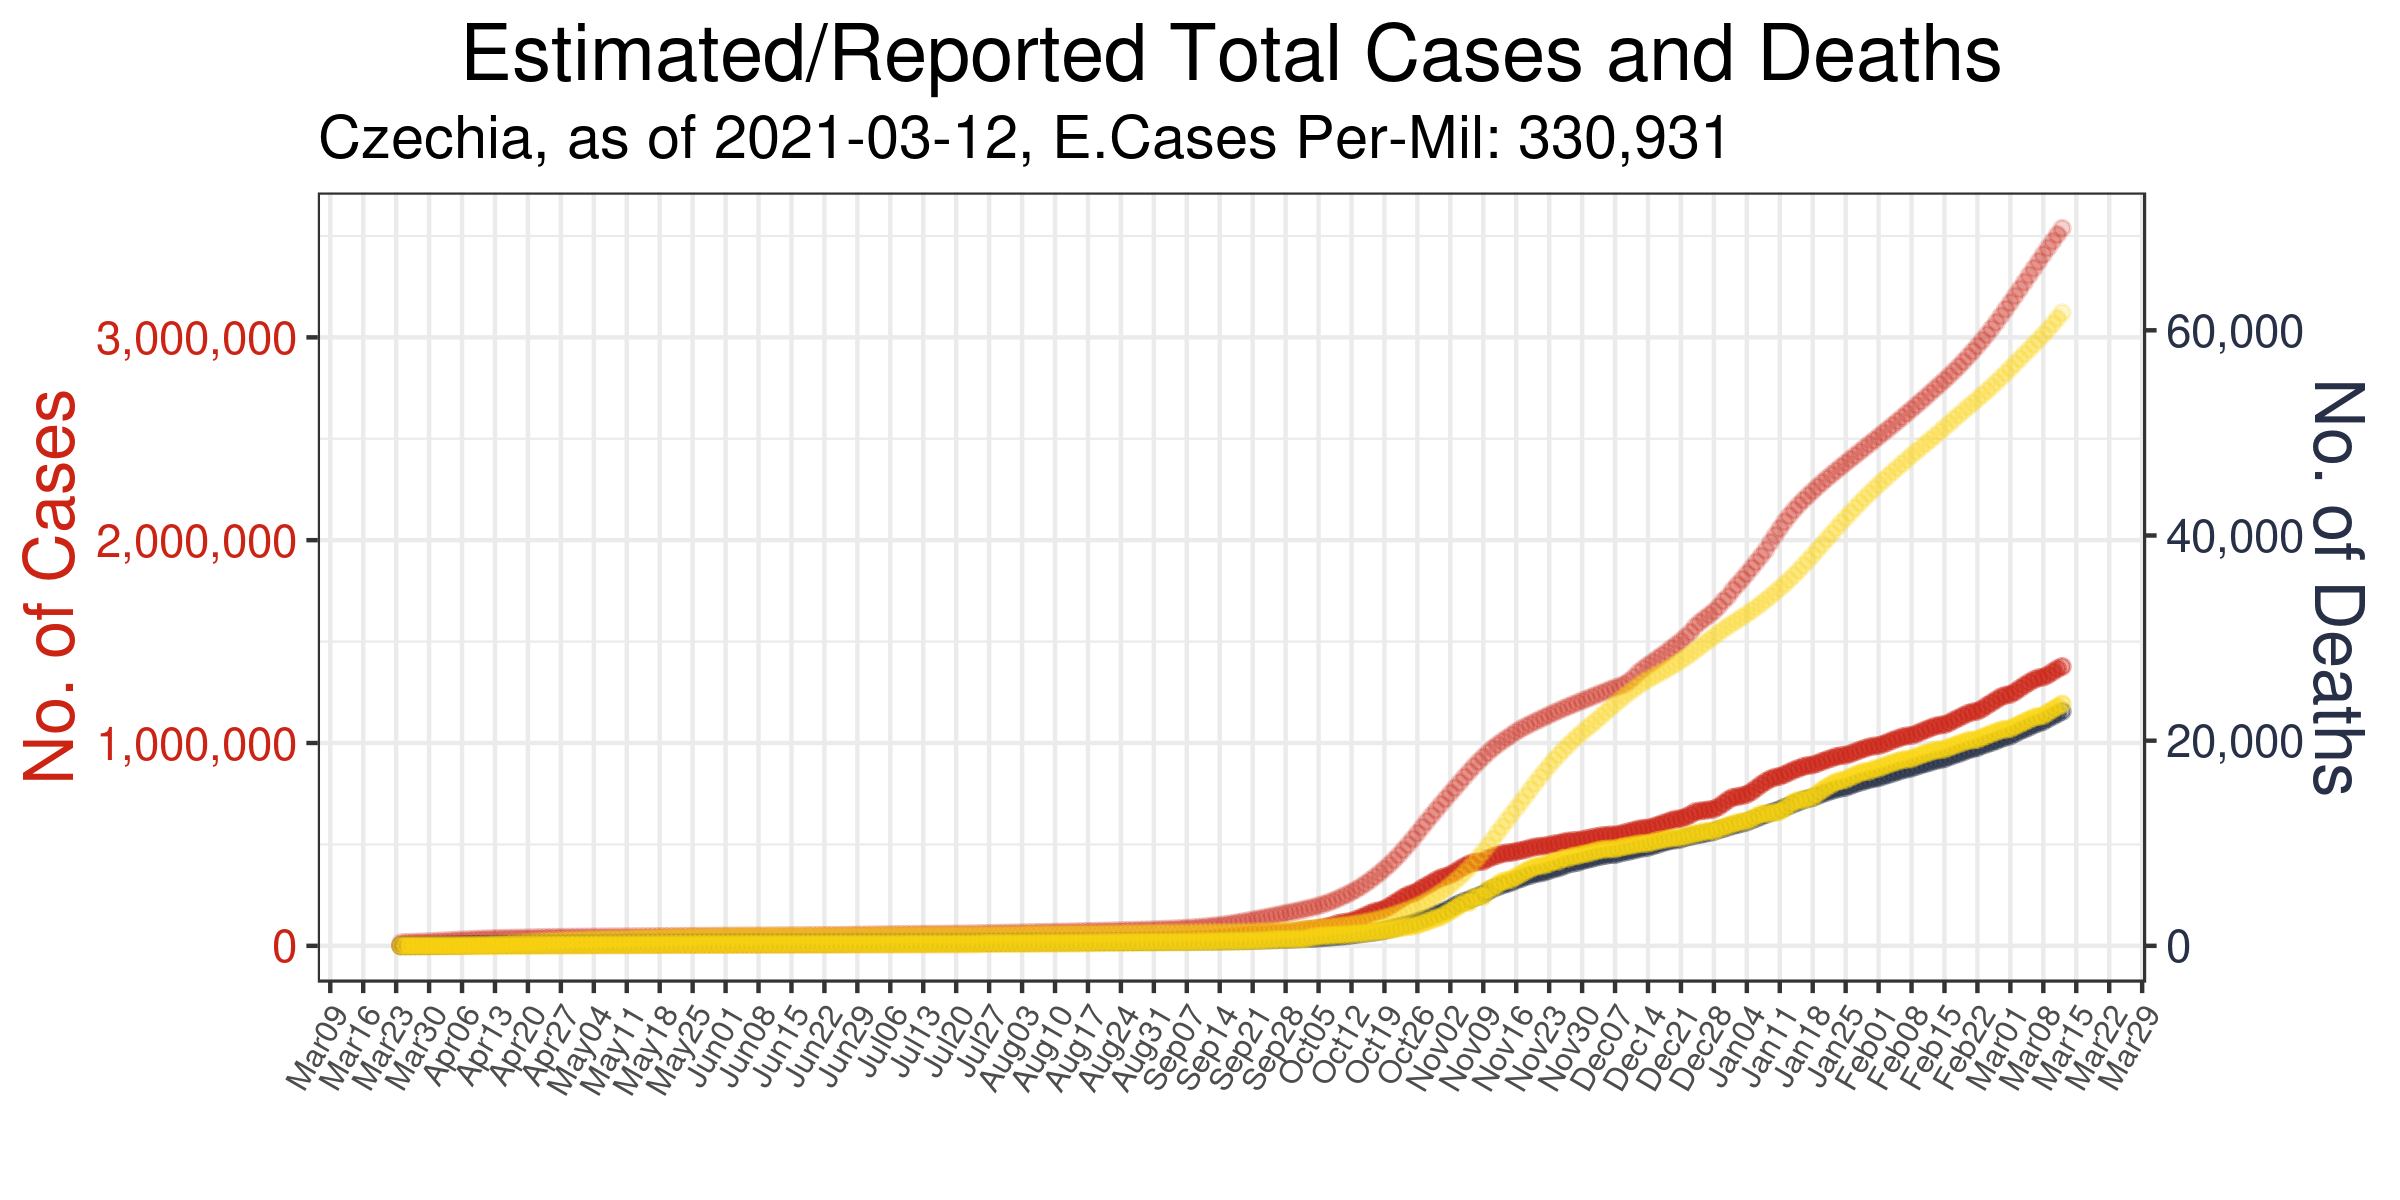 Estimated/Reported Total Cases and Deaths
Czechia, as of 2021-03-12, E.Cases Per-Mil: 330,931
No. of Cases
3,000,000
2,000,000
1,000,000
0
60,000
40,000
20,000
0
No. of Deaths
Mar09
Mar16
Mar23
Mar30
Apr06
Apr13
Apr20
Apr27
May04
May11
May18
May25
Jun01
Jun08
Jun15
Jun22
Jun29
Jul06
Jul13
Jul20
Jul27
Aug03
Aug10
Aug17
Aug24
Aug31
Sep07
Sep14
Sep21
Sep28
Oct05
Oct12
Oct19
Oct26
Nov02
Nov09
Nov16
Nov23
Nov30
Dec07
Dec14
Dec21
Dec28
Jan04
Jan11
Jan18
Jan25
Feb01
Feb08
Feb15
Feb22
Mar01
Mar08
Mar15
Mar22
Mar29